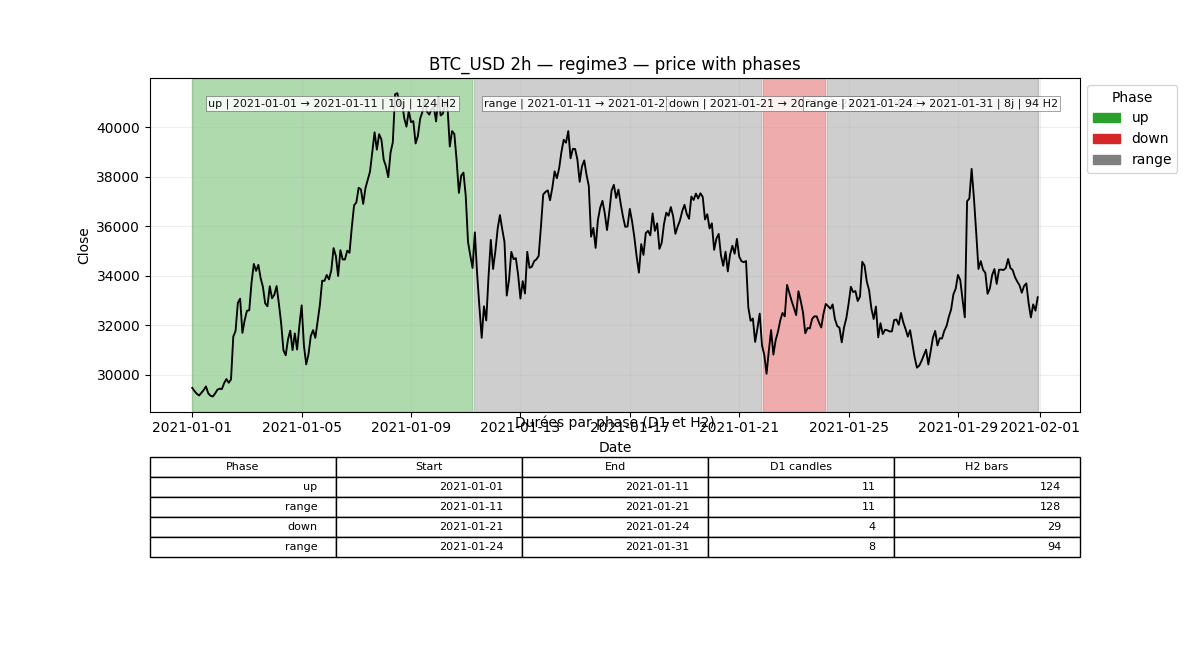 BTC_USD 2h — regime3 — price with phases
up | 2021-01-01 → 2021-01-11 | 10j | 124 H2
range | 2021-01-11 → 2021-01-2
down | 2021-01-21 → 20
range | 2021-01-24 → 2021-01-31 | 8j | 94 H2
Phase
up
down
range
40000
38000
36000
34000
32000
30000
Close
2021-01-01 2021-01-05 2021-01-09 2021-01-13 2021-01-17 2021-01-21 2021-01-25 2021-01-29 2021-02-01
Durées par phase (D1 et H2)
Date
Phase Start End D1 candles H2 bars
up 2021-01-01 2021-01-11 11 124
range 2021-01-11 2021-01-21 11 128
down 2021-01-21 2021-01-24 4 29
range 2021-01-24 2021-01-31 8 94